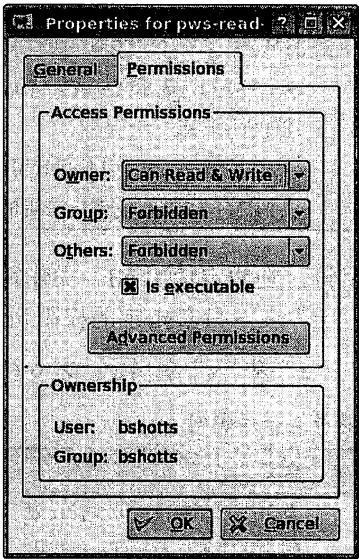 Properties for pws-read-
General
Permissions
Access Permissions
Owner: Can Read & Write
Group: Forbidden
Others: Forbidden
Is executable
Advanced Permissions
Ownership
User: bshotts
Group: bshotts
OK
Cancel